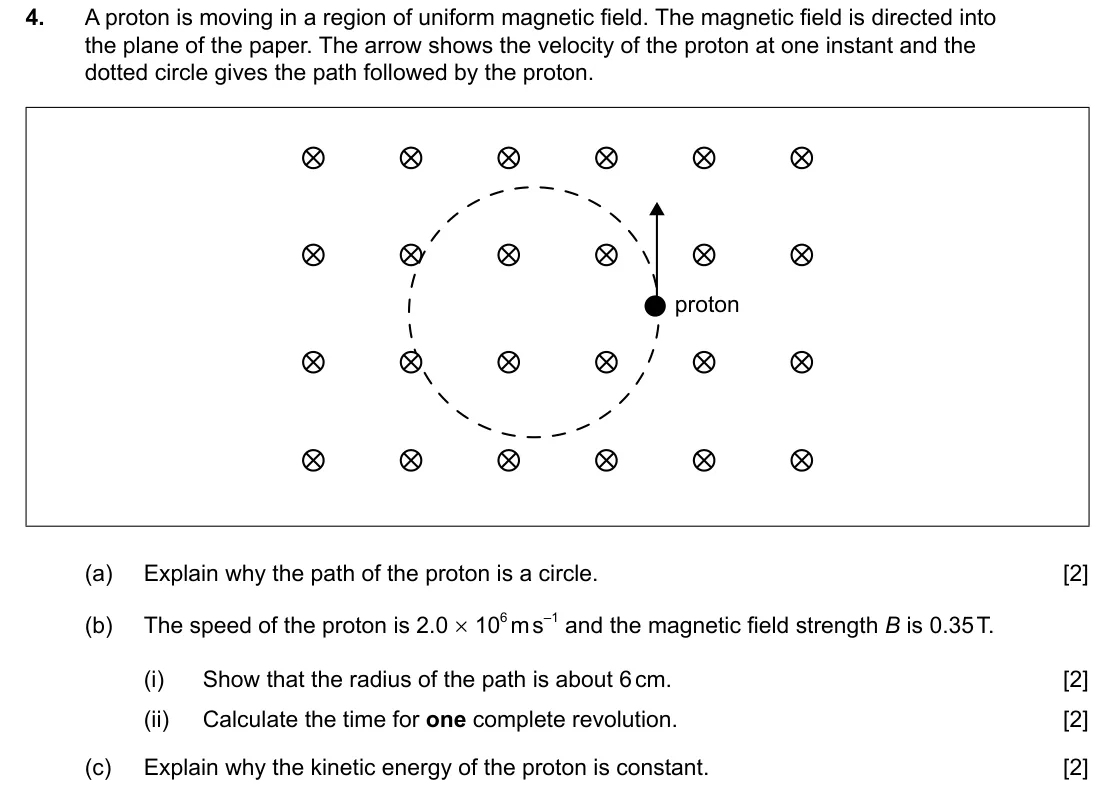 4. A proton is moving in a region of uniform magnetic field. The magnetic field is directed into
the plane of the paper. The arrow shows the velocity of the proton at one instant and the
dotted circle gives the path followed by the proton.
proton
(a) Explain why the path of the proton is a circle. [2]
(b) The speed of the proton is 2.0 × 10⁶ m s⁻¹ and the magnetic field strength B is 0.35 T.
(i) Show that the radius of the path is about 6 cm. [2]
(ii) Calculate the time for one complete revolution. [2]
(c) Explain why the kinetic energy of the proton is constant. [2]